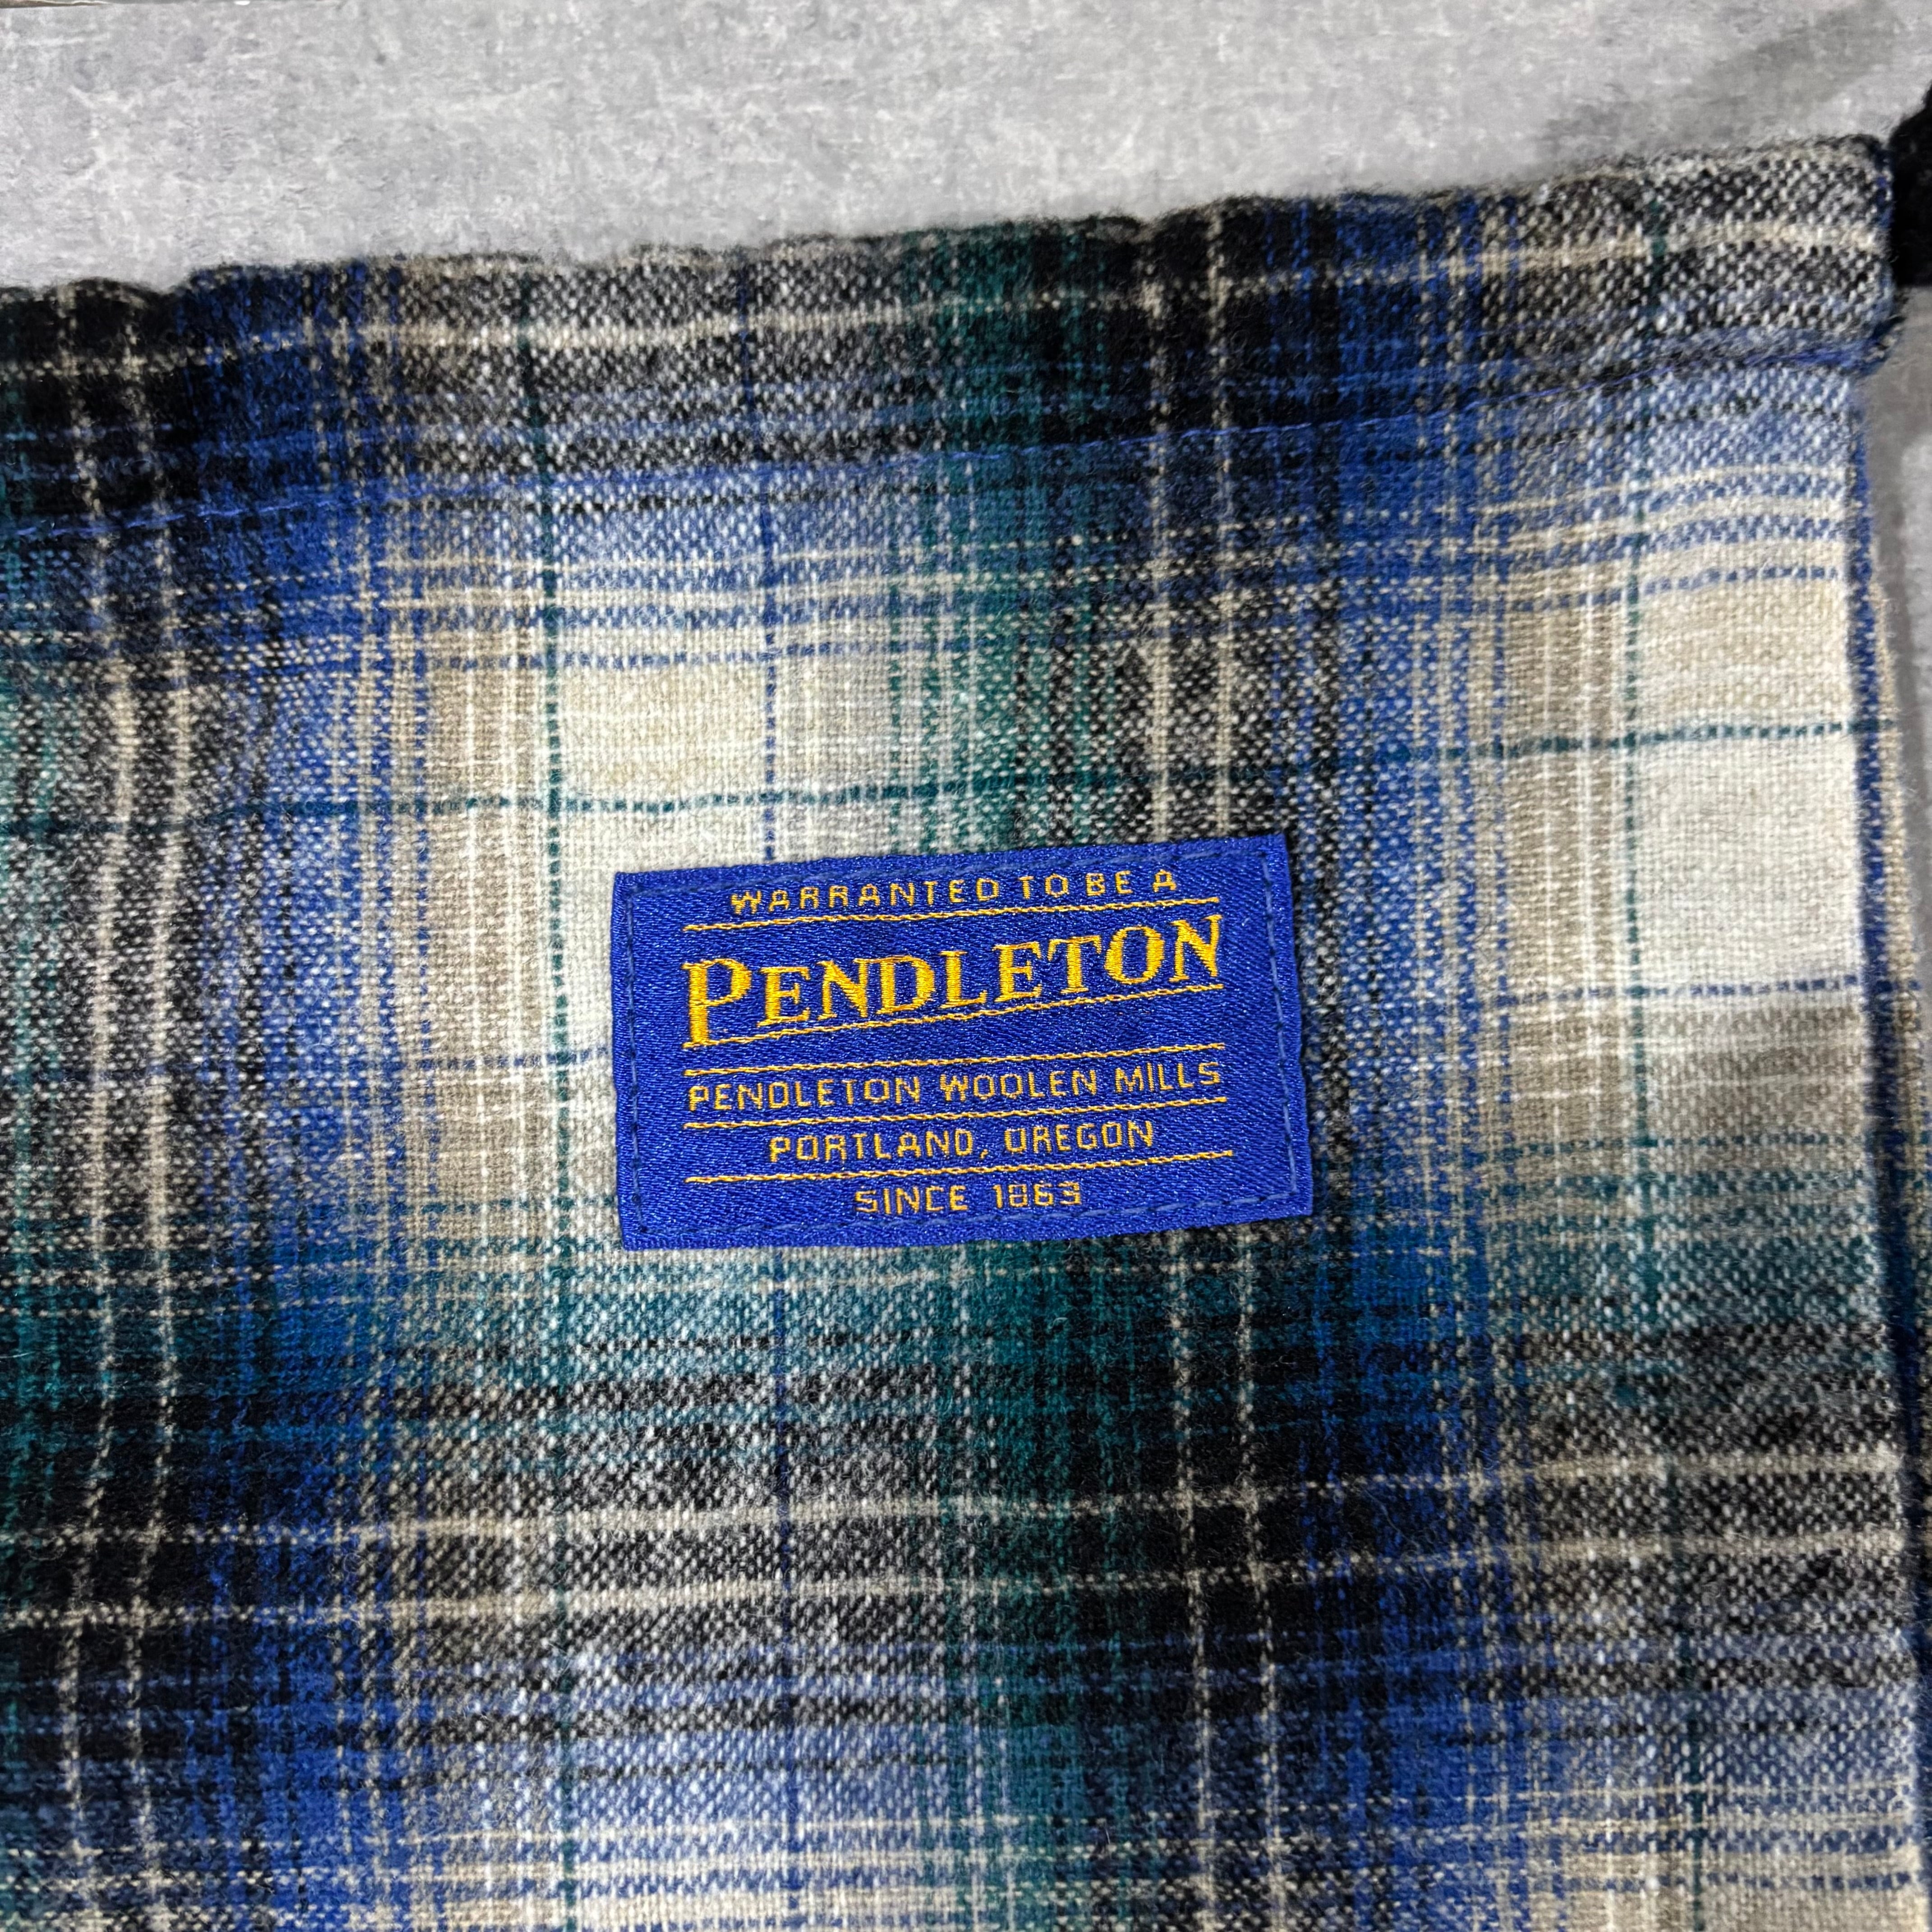 WARRANTED TO BE A
PENDLETON
PENDLETON WOOLEN MILLS
PORTLAND, OREGON
SINCE 1863